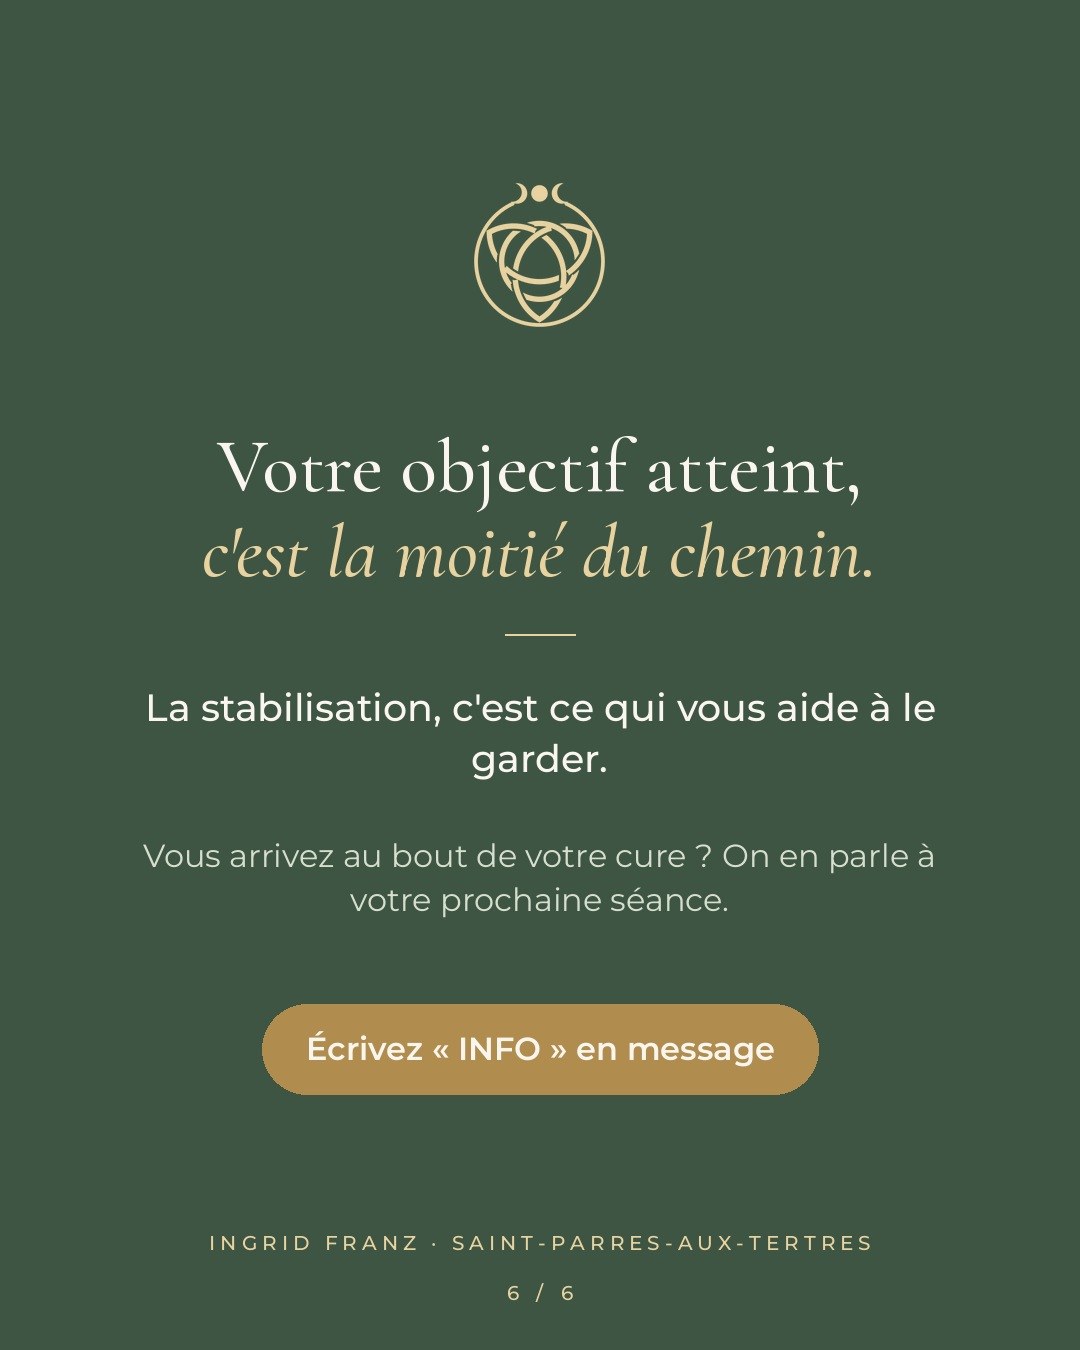 Votre objectif atteint,
c'est la moitié du chemin.
La stabilisation, c'est ce qui vous aide à le
garder.
Vous arrivez au bout de votre cure ? On en parle à
votre prochaine séance.
Écrivez « INFO » en message
INGRID FRANZ · SAINT-PARRES-AUX-TERTRES
6 / 6